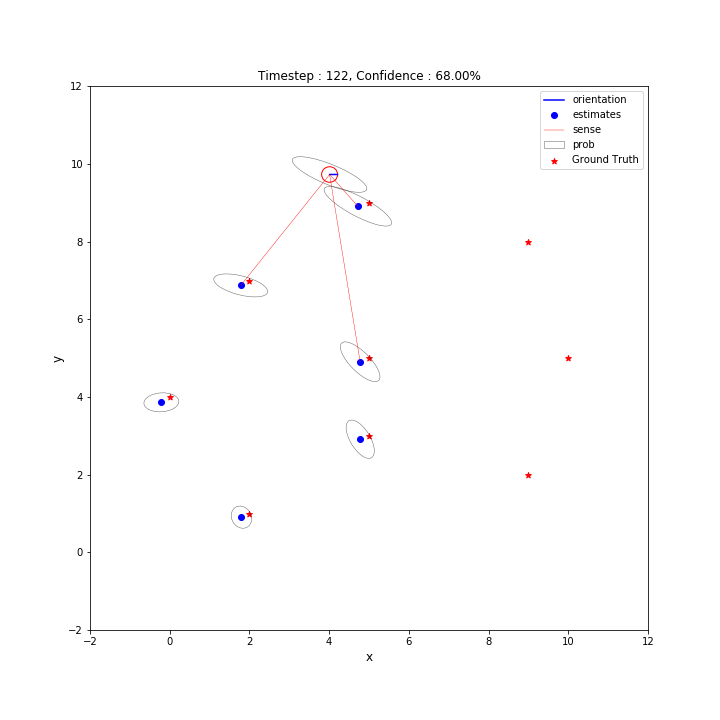 Timestep : 122, Confidence : 68.00%
orientation
estimates
sense
prob
Ground Truth
12
10
8
6
4
2
0
−2
y
−2 0 2 4 6 8 10 12
x